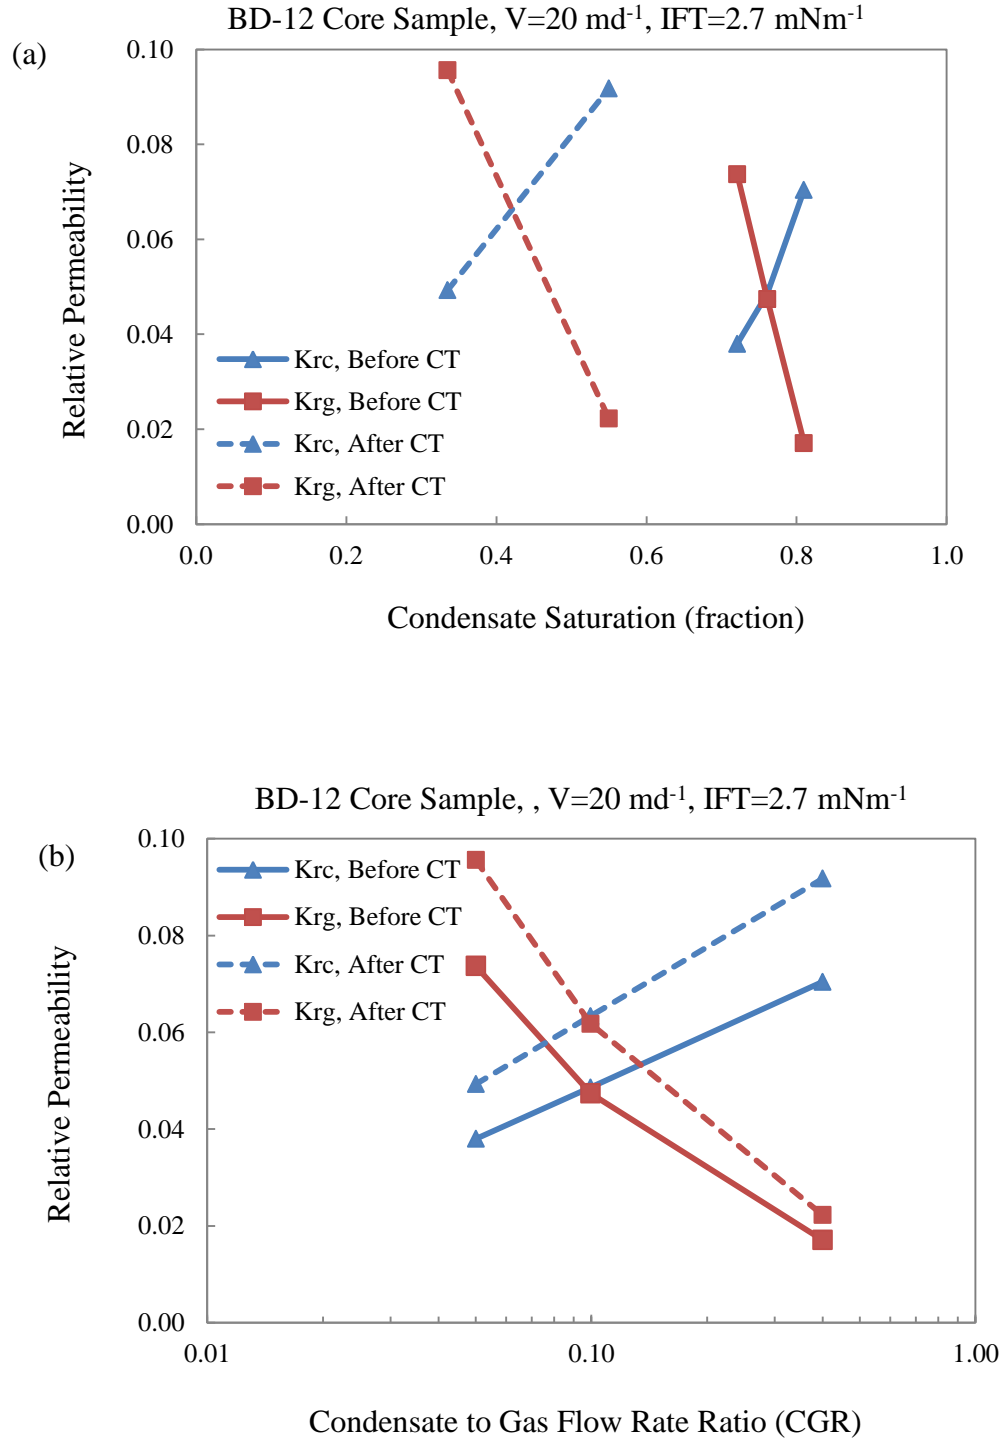 BD-12 Core Sample, V=20 md⁻¹, IFT=2.7 mNm⁻¹
(a)
0.10
0.08
0.06
0.04
0.02
0.00
Relative Permeability
Krc, Before CT
Krg, Before CT
Krc, After CT
Krg, After CT
0.0 0.2 0.4 0.6 0.8 1.0
Condensate Saturation (fraction)
BD-12 Core Sample, , V=20 md⁻¹, IFT=2.7 mNm⁻¹
(b)
0.10
0.08
0.06
0.04
0.02
0.00
Relative Permeability
Krc, Before CT
Krg, Before CT
Krc, After CT
Krg, After CT
0.01 0.10 1.00
Condensate to Gas Flow Rate Ratio (CGR)